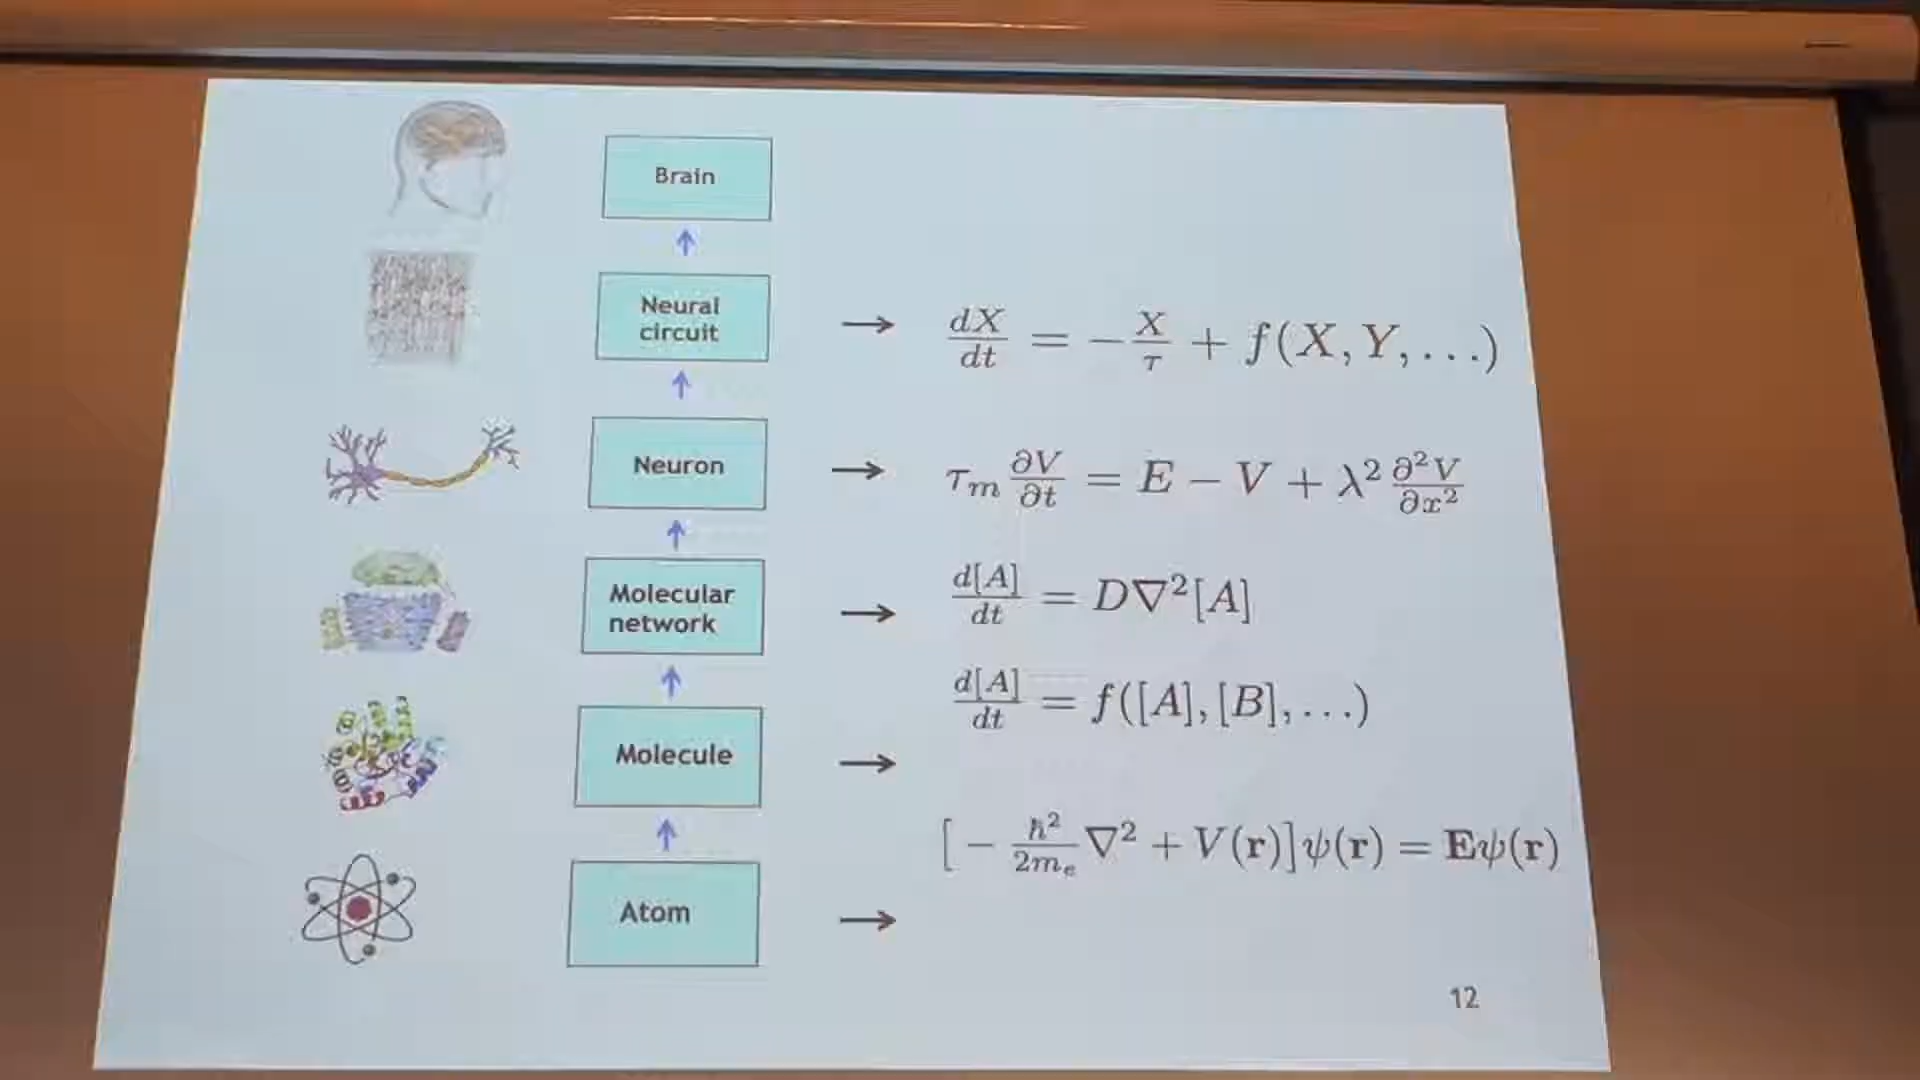 Brain
Neural
circuit
→ dX/dt = −X/τ + f(X, Y, ...)
Neuron
→ τₘ ∂V/∂t = E − V + λ² ∂²V/∂x²
Molecular
network
→ d[A]/dt = D∇²[A]
d[A]/dt = f([A], [B], ...)
Molecule
→
[−ℏ²/2mₑ ∇² + V(r)]ψ(r) = Eψ(r)
Atom
→
12